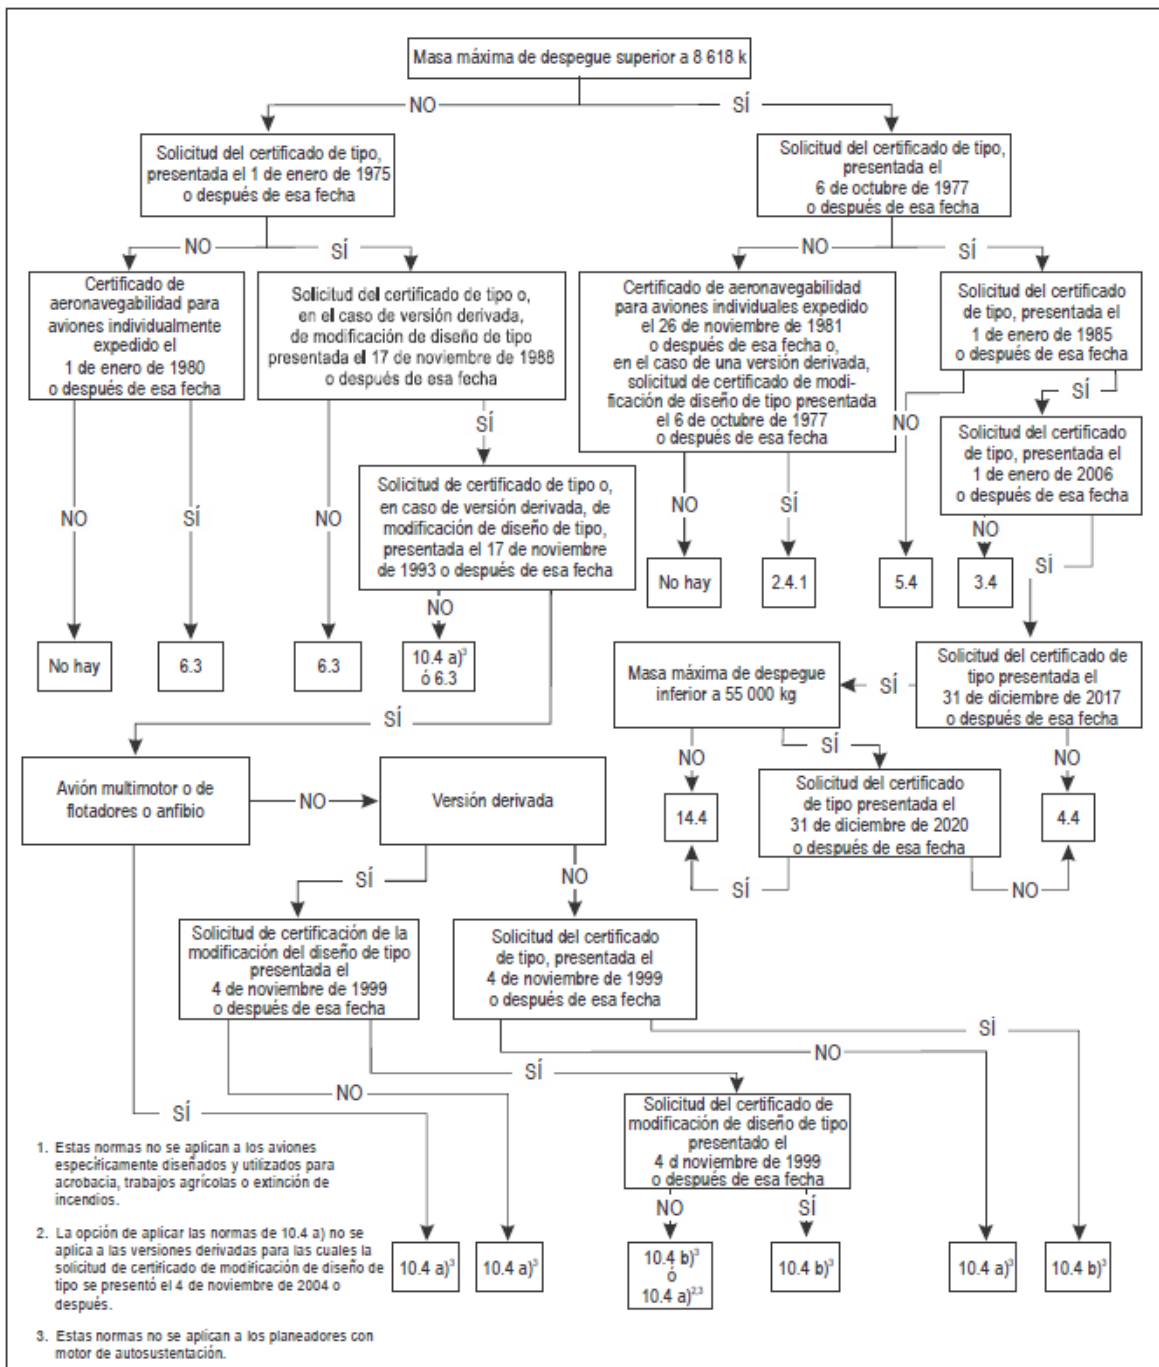 Masa máxima de despegue superior a 8 618 k
NO
SÍ
Solicitud del certificado de tipo,
presentada el 1 de enero de 1975
o después de esa fecha
Solicitud del certificado de tipo,
presentada el
6 de octubre de 1977
o después de esa fecha
NO
SÍ
NO
SÍ
Certificado de
aeronavegabilidad para
aviones individualmente
expedido el
1 de enero de 1980
o después de esa fecha
Solicitud del certificado de tipo o,
en el caso de versión derivada,
de modificación de diseño de tipo
presentada el 17 de noviembre de 1988
o después de esa fecha
Certificado de aeronavegabilidad
para aviones individuales expedido
el 26 de noviembre de 1981
o después de esa fecha o,
en el caso de una versión derivada,
solicitud de certificado de modi-
ficación de diseño de tipo presentada
el 6 de octubre de 1977
o después de esa fecha
Solicitud del certificado
de tipo, presentada el
1 de enero de 1985
o después de esa fecha
SÍ
NO
SÍ
Solicitud del certificado
de tipo, presentada el
1 de enero de 2006
o después de esa fecha
Solicitud de certificado de tipo o,
en caso de versión derivada, de
modificación de diseño de tipo,
presentada el 17 de noviembre
de 1993 o después de esa fecha
NO
SÍ
NO
NO
SÍ
NO
SÍ
No hay
2.4.1
5.4
3.4
NO
No hay
6.3
6.3
10.4 a)³
ó 6.3
Masa máxima de despegue
inferior a 55 000 kg
SÍ
Solicitud del certificado de
tipo presentada el
31 de diciembre de 2017
o después de esa fecha
SÍ
NO
SÍ
NO
Avión multimotor o de
flotadores o anfibio
NO
Versión derivada
14.4
Solicitud del certificado
de tipo presentada el
31 de diciembre de 2020
o después de esa fecha
4.4
SÍ
NO
SÍ
NO
Solicitud de certificación de la
modificación del diseño de tipo
presentada el
4 de noviembre de 1999
o después de esa fecha
Solicitud del certificado
de tipo, presentada el
4 de noviembre de 1999
o después de esa fecha
SÍ
NO
SÍ
NO
SÍ
Solicitud del certificado de
modificación de diseño de tipo
presentado el
4 d noviembre de 1999
o después de esa fecha
NO
SÍ
1. Estas normas no se aplican a los aviones
específicamente diseñados y utilizados para
acrobacia, trabajos agrícolas o extinción de
incendios.
2. La opción de aplicar las normas de 10.4 a) no se
aplica a las versiones derivadas para las cuales la
solicitud de certificado de modificación de diseño de
tipo se presentó el 4 de noviembre de 2004 o
después.
3. Estas normas no se aplican a los planeadores con
motor de autosustentación.
10.4 a)³
10.4 a)³
10.4 b)³
ó
10.4 a)²,³
10.4 b)³
10.4 a)³
10.4 b)³